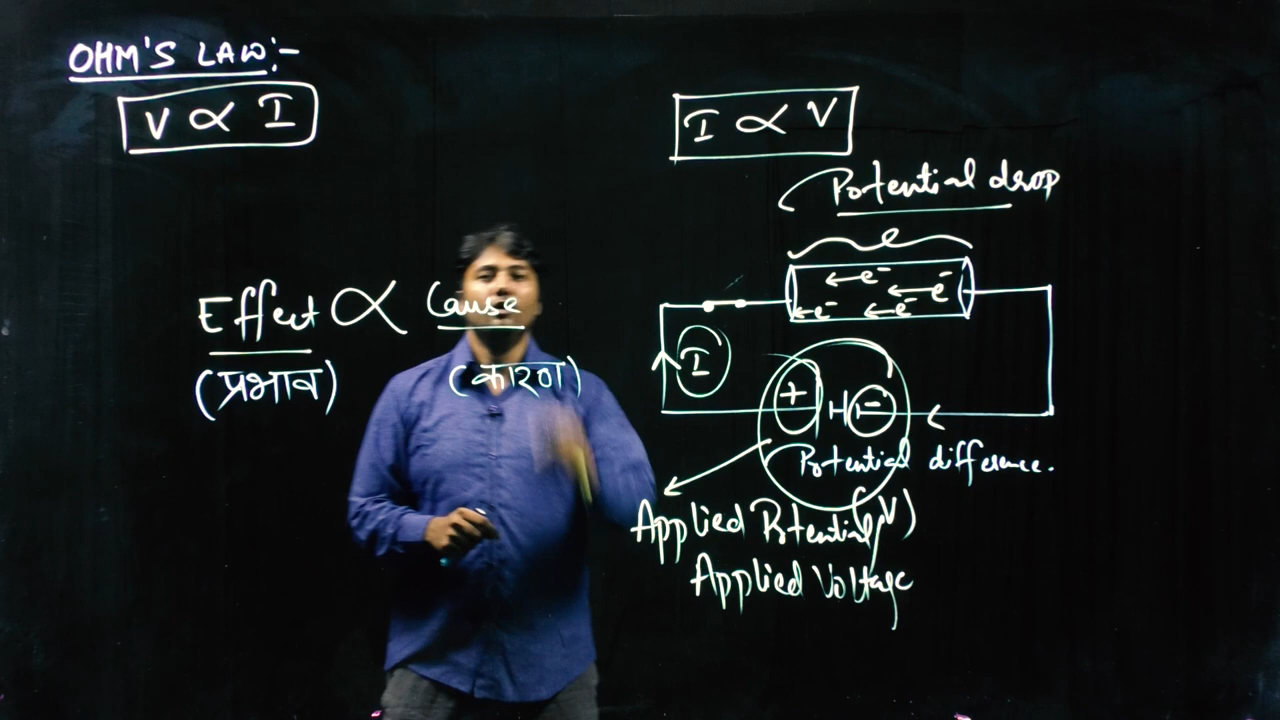 OHM'S LAW:-
V ∝ I
I ∝ V
Potential drop
e⁻ e⁻
e⁻ e⁻
Effect ∝ Cause
(प्रभाव) (कारण)
I
+ -
Potential difference.
Applied Potential (V)
Applied Voltage